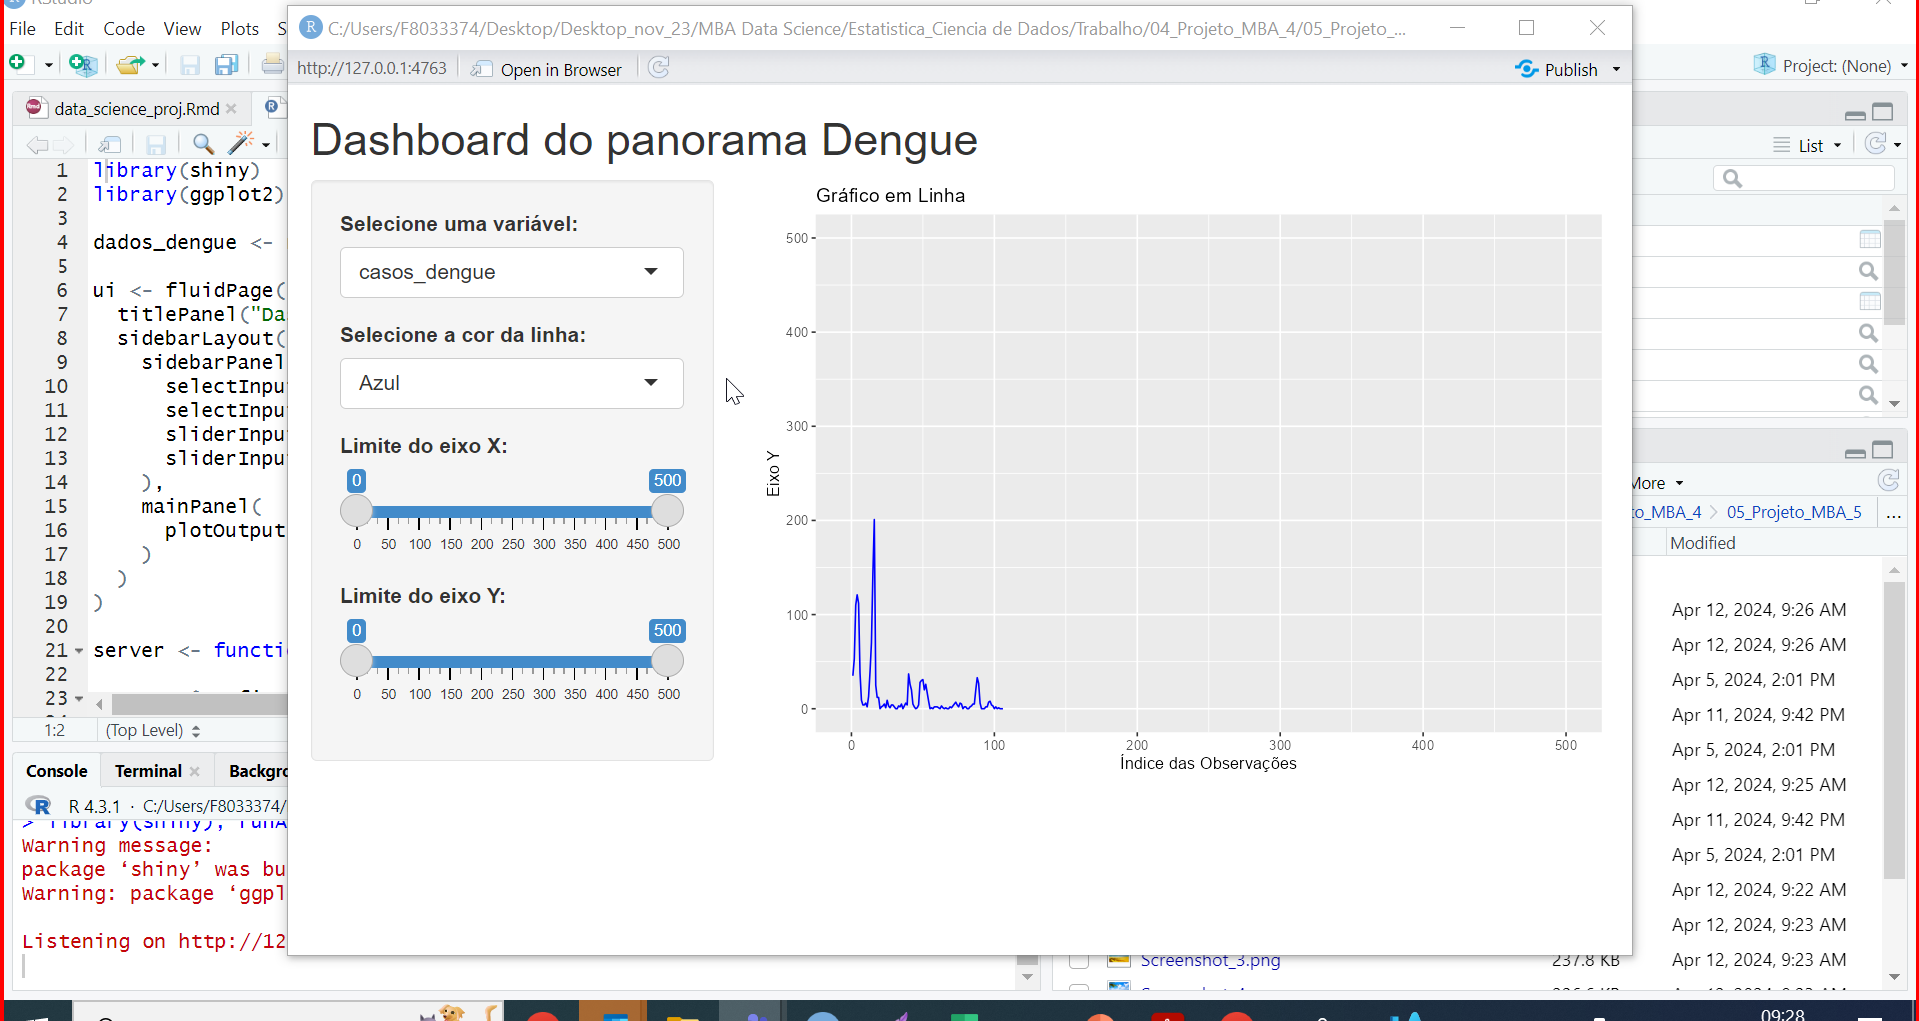 RStudio
File Edit Code View Plots S
C:/Users/F8033374/Desktop/Desktop_nov_23/MBA Data Science/Estatistica_Ciencia de Dados/Trabalho/04_Projeto_MBA_4/05_Projeto_...
http://127.0.0.1:4763
Open in Browser
Publish
Project: (None)
data_science_proj.Rmd
List
1 library(shiny)
2 library(ggplot2)
3
4 dados_dengue <-
5
6 ui <- fluidPage(
7 titlePanel("Da
8 sidebarLayout(
9 sidebarPanel
10 selectInpu
11 selectInpu
12 sliderInpu
13 sliderInpu
14 ),
15 mainPanel(
16 plotOutput
17 )
18 )
19 )
20
21 server <- functi
22
23
1:2 (Top Level)
Console Terminal Backgro
R 4.3.1 · C:/Users/F8033374/
> library(shiny); runA
Warning message:
package ‘shiny’ was bu
Warning: package ‘ggpl
Listening on http://12
Dashboard do panorama Dengue
Selecione uma variável:
casos_dengue
Selecione a cor da linha:
Azul
Limite do eixo X:
0 500
0 50 100 150 200 250 300 350 400 450 500
Limite do eixo Y:
0 500
0 50 100 150 200 250 300 350 400 450 500
Gráfico em Linha
Eixo Y
500
400
300
200
100
0
0 100 200 300 400 500
Índice das Observações
More
to_MBA_4 05_Projeto_MBA_5 ...
Modified
Apr 12, 2024, 9:26 AM
Apr 12, 2024, 9:26 AM
Apr 5, 2024, 2:01 PM
Apr 11, 2024, 9:42 PM
Apr 5, 2024, 2:01 PM
Apr 12, 2024, 9:25 AM
Apr 11, 2024, 9:42 PM
Apr 5, 2024, 2:01 PM
Apr 12, 2024, 9:22 AM
Apr 12, 2024, 9:23 AM
Screenshot_3.png 237.8 KB Apr 12, 2024, 9:23 AM
09:28